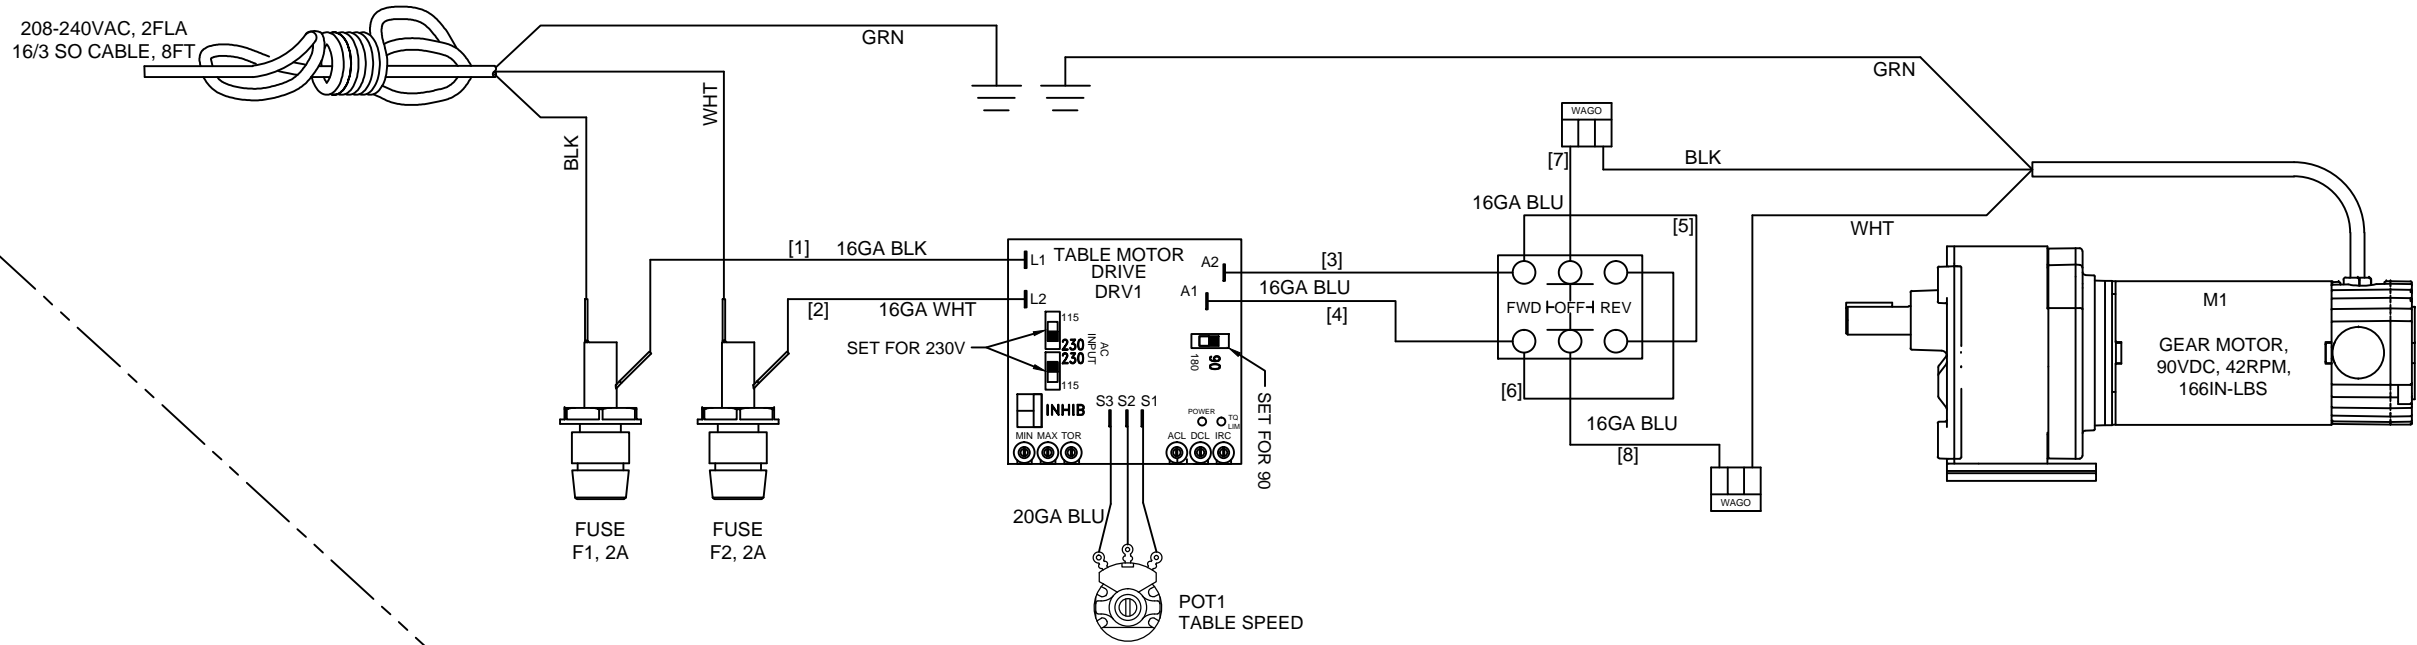 208-240VAC, 2FLA
16/3 SO CABLE, 8FT
GRN
GRN
WHT
BLK
WAGO
[7]
BLK
16GA BLU
[5]
WHT
[1]
16GA BLK
L1
TABLE MOTOR
DRIVE
DRV1
A2
[3]
A1
16GA BLU
[4]
L2
[2]
16GA WHT
FWD
OFF
REV
M1
GEAR MOTOR,
90VDC, 42RPM,
166IN-LBS
SET FOR 230V
115
230
230
115
AC
INPUT
180
90
SET FOR 90
[6]
16GA BLU
[8]
WAGO
INHIB
S3 S2 S1
POWER
TQ
LIM
MIN MAX TOR
ACL DCL IRC
20GA BLU
FUSE
F1, 2A
FUSE
F2, 2A
POT1
TABLE SPEED